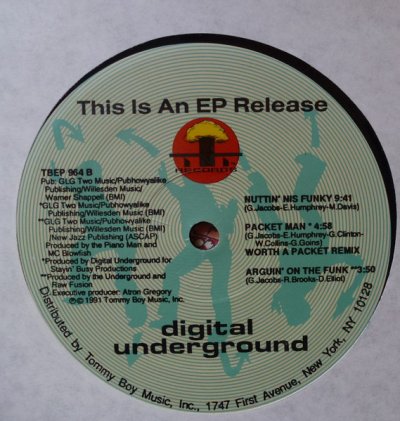 This Is An EP Release
RECORDS
TBEP 964 B
Pub: GLG Two Music/Pubhowyalike
Publishing/Willesden Music/
Warner Shappell (BMI)
*GLG Two Music/Pubhowyalike
Publishing/Willesden Music (BMI)
**GLG Two Music/Pubhowyalike
Publishing/Willesden Music (BMI)
/New Jazz Publishing (ASCAP)
Produced by the Piano Man and
MC Blowfish
*Produced by Digital Underground for
Stayin' Busy Productions
**Produced by the Underground and
Raw Fusion
Executive producer: Atron Gregory
℗© 1991 Tommy Boy Music, Inc.
NUTTIN' NIS FUNKY 9:41
(G.Jacobs-E.Humphrey-M.Davis)
PACKET MAN * 4:58
(G.Jacobs-E.Humphrey-G.Clinton-
W.Collins-G.Goins)
WORTH A PACKET REMIX
ARGUIN' ON THE FUNK **3:50
(G.Jacobs-R.Brooks-D.Elliot)
digital
underground
Distributed by Tommy Boy Music, Inc., 1747 First Avenue, New York, NY 10128